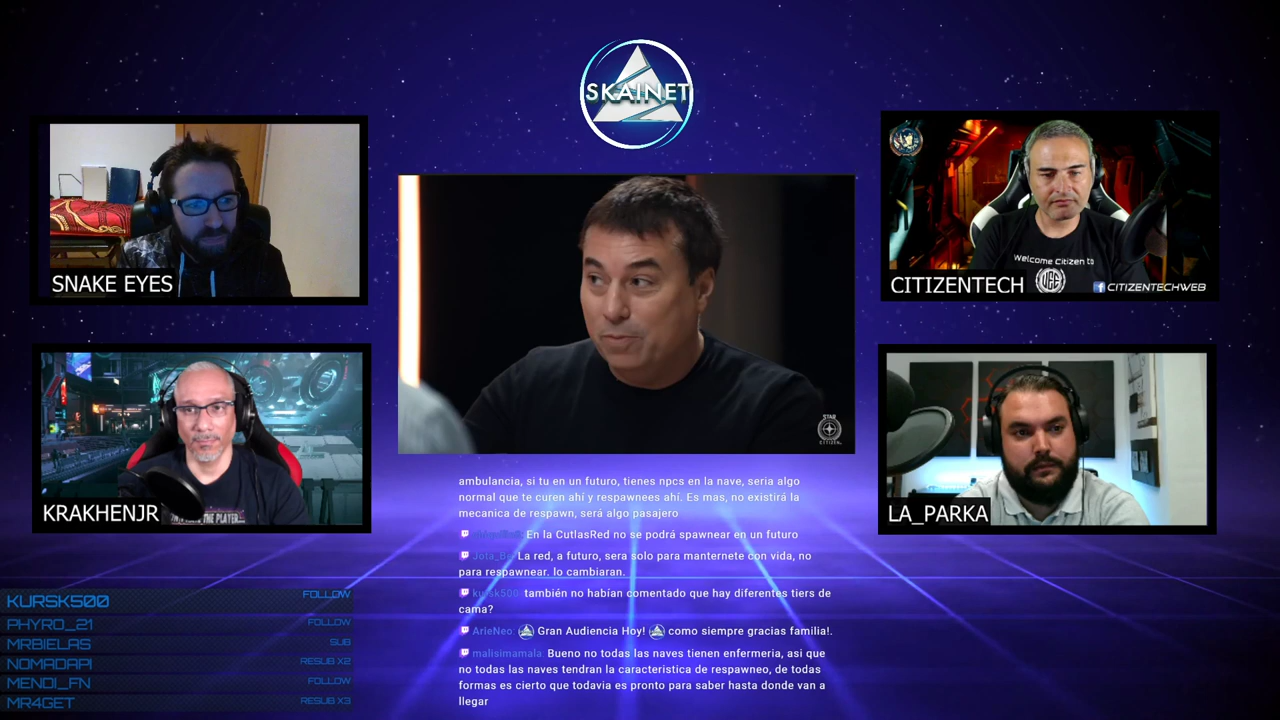 SKAINET
SNAKE EYES
Welcome Citizen to
CITIZENTECH
CITIZENTECHWEB
STAR
CITIZEN
KRAKHENJR
THE PLAYER
LA_PARKA
ambulancia, si tu en un futuro, tienes npcs en la nave, seria algo
normal que te curen ahí y respawnees ahí. Es mas, no existirá la
mecanica de respawn, será algo pasajero
En la CutlasRed no se podrá spawnear en un futuro
La red, a futuro, sera solo para manternete con vida, no
para respawnear. lo cambiaran.
kursk500: también no habían comentado que hay diferentes tiers de
cama?
ArieNeo: Gran Audiencia Hoy! como siempre gracias familia!.
malisimamala: Bueno no todas las naves tienen enfermeria, asi que
no todas las naves tendran la caracteristica de respawneo, de todas
formas es cierto que todavia es pronto para saber hasta donde van a
llegar
KURSK500 FOLLOW
PHYRO_21 FOLLOW
MRBIELAS SUB
NOMADAPI RESUB X2
MENDI_FN FOLLOW
MR4GET RESUB X3